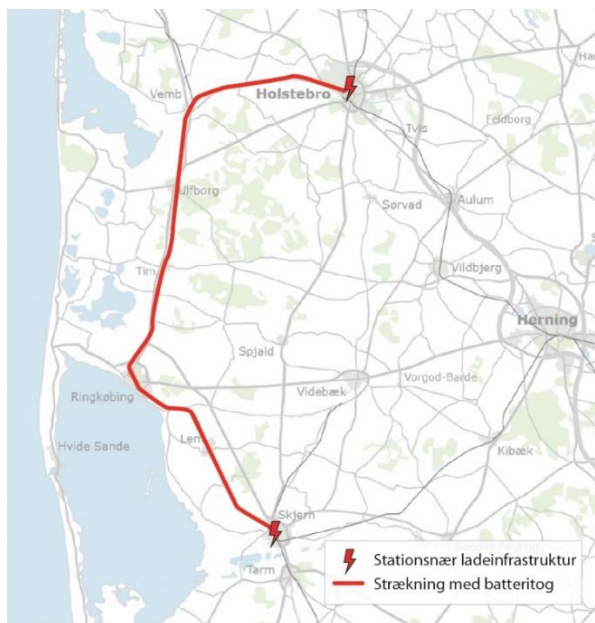 Vemb
Holstebro
Tvis
Feldborg
Ulfborg
Sørvad
Aulum
Tim
Vildbjerg
Herning
Spjald
Ringkøbing
Videbæk
Vorgod-Barde
Hvide Sande
Lem
Kibæk
Skjern
Tarm
Stationsnær ladeinfrastruktur
Strækning med batteritog